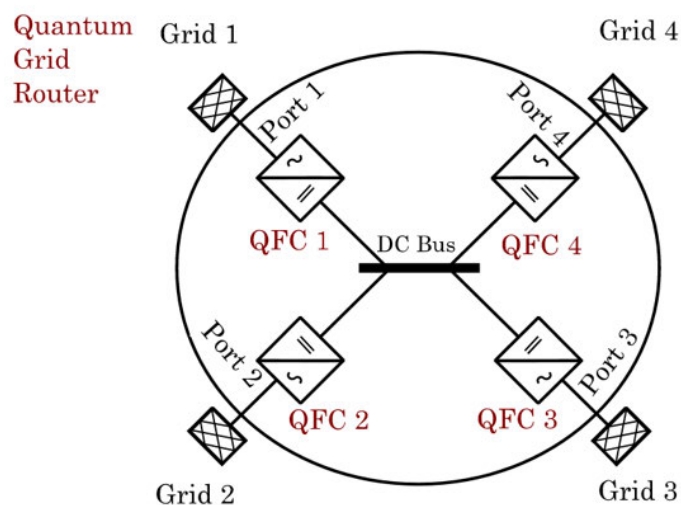 Quantum
Grid
Router
Grid 1
Grid 4
Port 1
Port 4
QFC 1
DC Bus
QFC 4
Port 2
Port 3
QFC 2
QFC 3
Grid 2
Grid 3